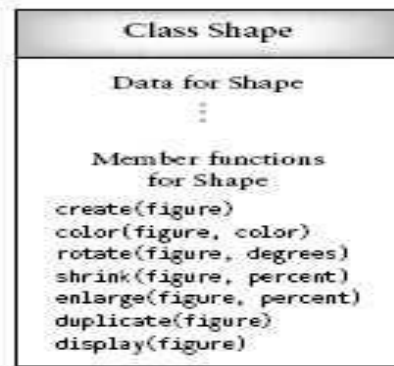 Class Shape
Data for Shape
⋮
Member functions
for Shape
create(figure)
color(figure, color)
rotate(figure, degrees)
shrink(figure, percent)
enlarge(figure, percent)
duplicate(figure)
display(figure)